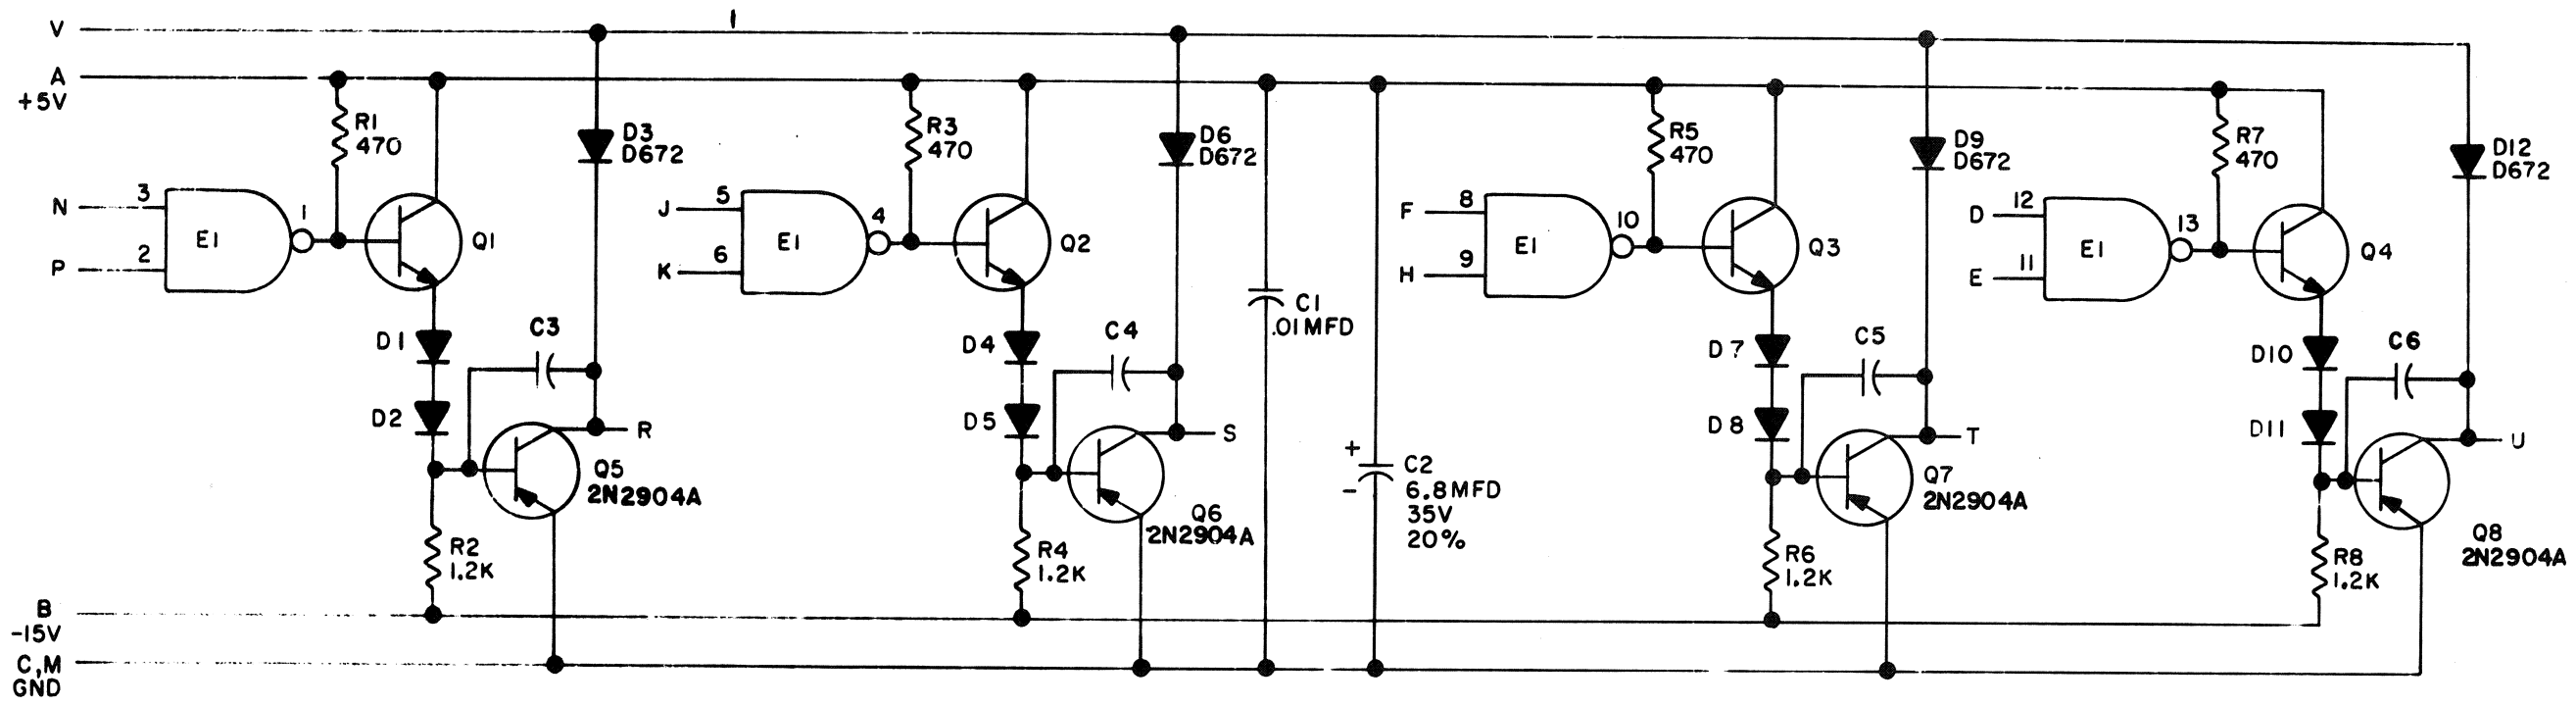 V
A
+5V
R1
470
D3
D672
R3
470
D6
D672
R5
470
D9
D672
R7
470
D12
D672
N
3
P
2
E1
1
Q1
J
5
K
6
E1
4
Q2
F
8
H
9
E1
10
Q3
D
12
E
11
E1
13
Q4
D1
D2
C3
R
Q5
2N2904A
R2
1.2K
D4
D5
C4
S
Q6
2N2904A
R4
1.2K
C1
.01MFD
+
-
C2
6.8MFD
35V
20%
D7
D8
C5
T
Q7
2N2904A
R6
1.2K
D10
D11
C6
U
Q8
2N2904A
R8
1.2K
B
-15V
C,M
GND